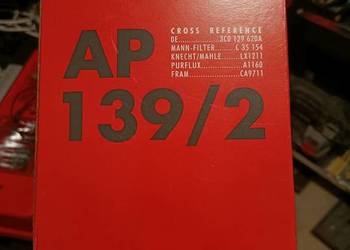 AP
139/2
CROSS REFERENCE
OE..............3C0 129 620A
MANN-FILTER......C 35 154
KNECHT/MAHLE......LX1211
PURFLUX............A1160
FRAM..............CA9711